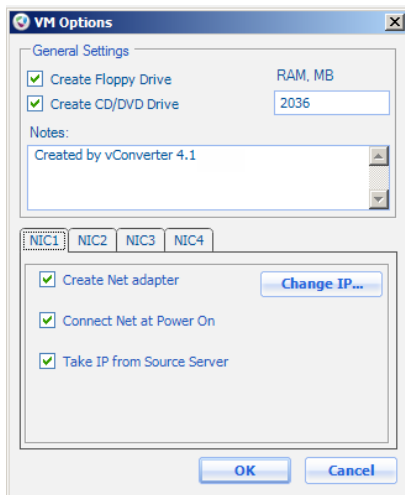 VM Options
General Settings
Create Floppy Drive
RAM, MB
Create CD/DVD Drive
2036
Notes:
Created by vConverter 4.1
NIC1 NIC2 NIC3 NIC4
Create Net adapter
Change IP...
Connect Net at Power On
Take IP from Source Server
OK Cancel